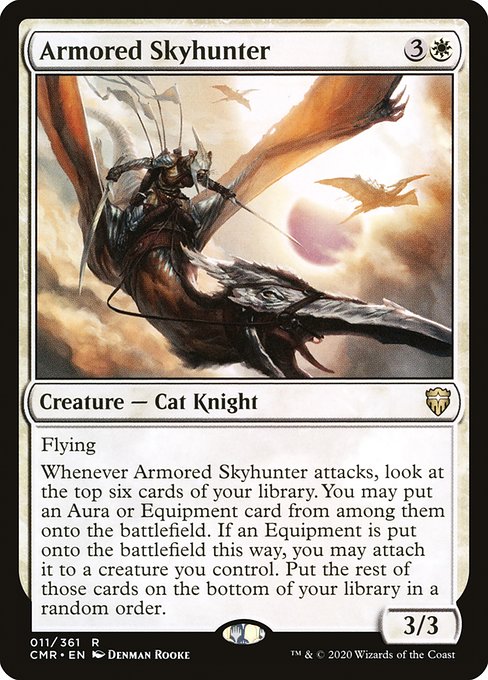 Armored Skyhunter 3
Creature — Cat Knight
Flying
Whenever Armored Skyhunter attacks, look at
the top six cards of your library. You may put
an Aura or Equipment card from among them
onto the battlefield. If an Equipment is put
onto the battlefield this way, you may attach
it to a creature you control. Put the rest of
those cards on the bottom of your library in a
random order.
3/3
011/361 R
CMR • EN Denman Rooke
™ & © 2020 Wizards of the Coast